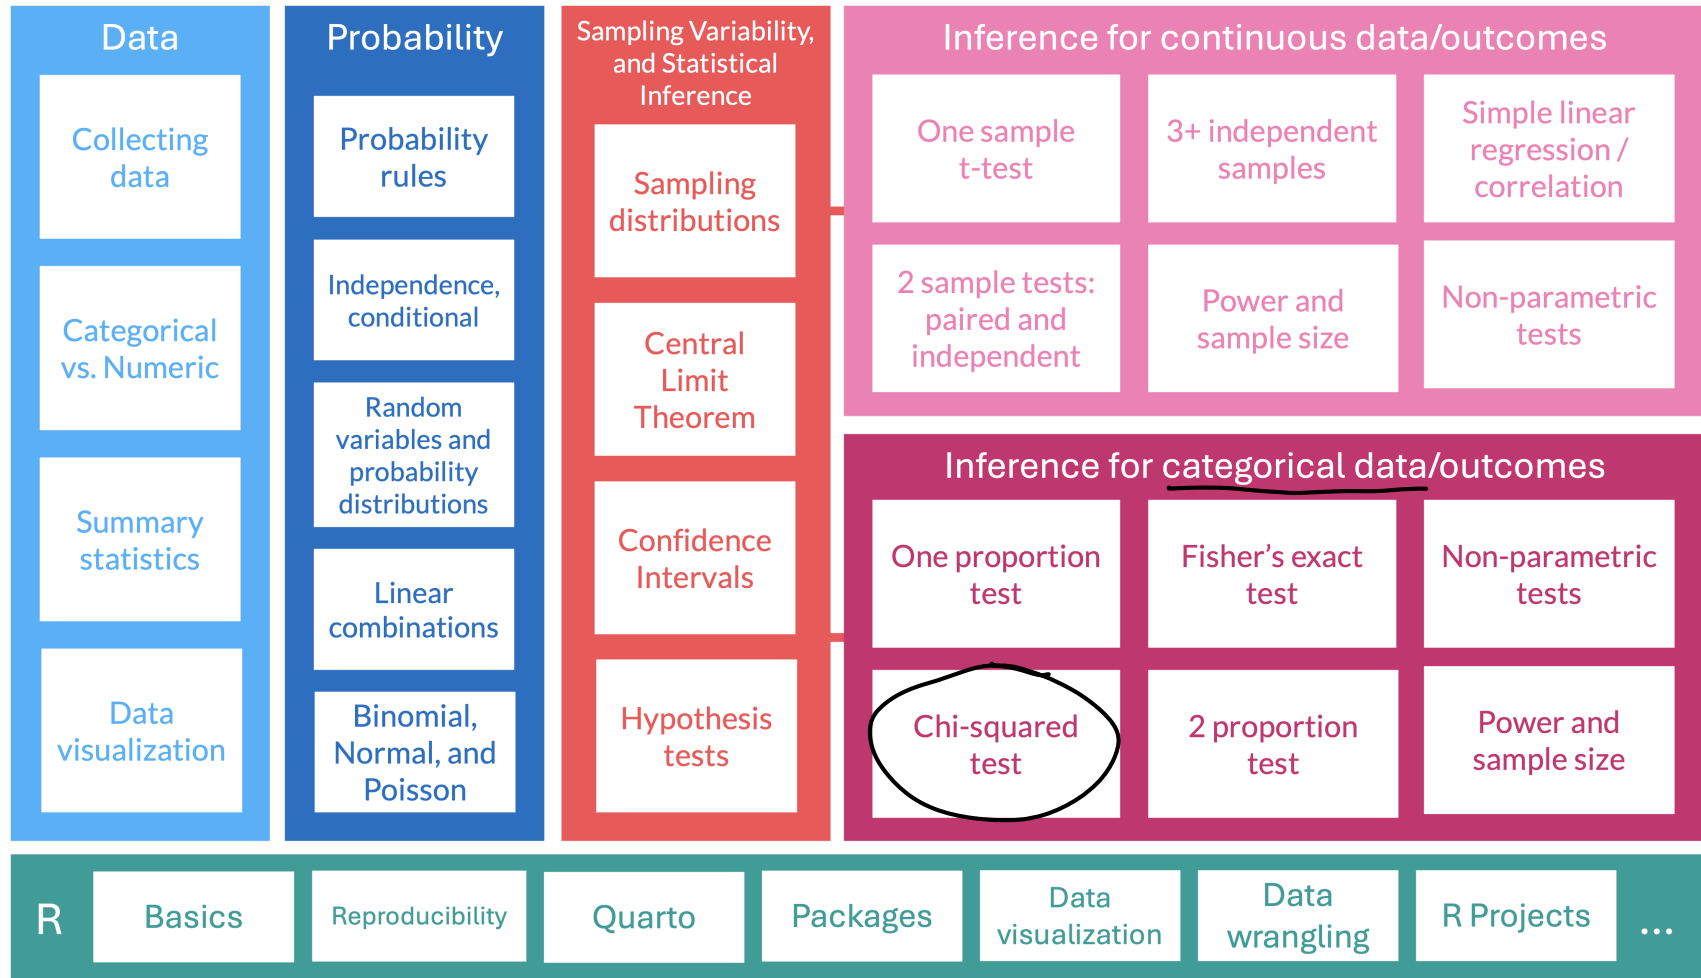 Data
Collecting
data
Categorical
vs. Numeric
Summary
statistics
Data
visualization
Probability
Probability
rules
Independence,
conditional
Random
variables and
probability
distributions
Linear
combinations
Binomial,
Normal, and
Poisson
Sampling Variability,
and Statistical
Inference
Sampling
distributions
Central
Limit
Theorem
Confidence
Intervals
Hypothesis
tests
Inference for continuous data/outcomes
One sample
t-test
3+ independent
samples
Simple linear
regression /
correlation
2 sample tests:
paired and
independent
Power and
sample size
Non-parametric
tests
Inference for categorical data/outcomes
One proportion
test
Fisher’s exact
test
Non-parametric
tests
Chi-squared
test
2 proportion
test
Power and
sample size
R
Basics
Reproducibility
Quarto
Packages
Data
visualization
Data
wrangling
R Projects
...